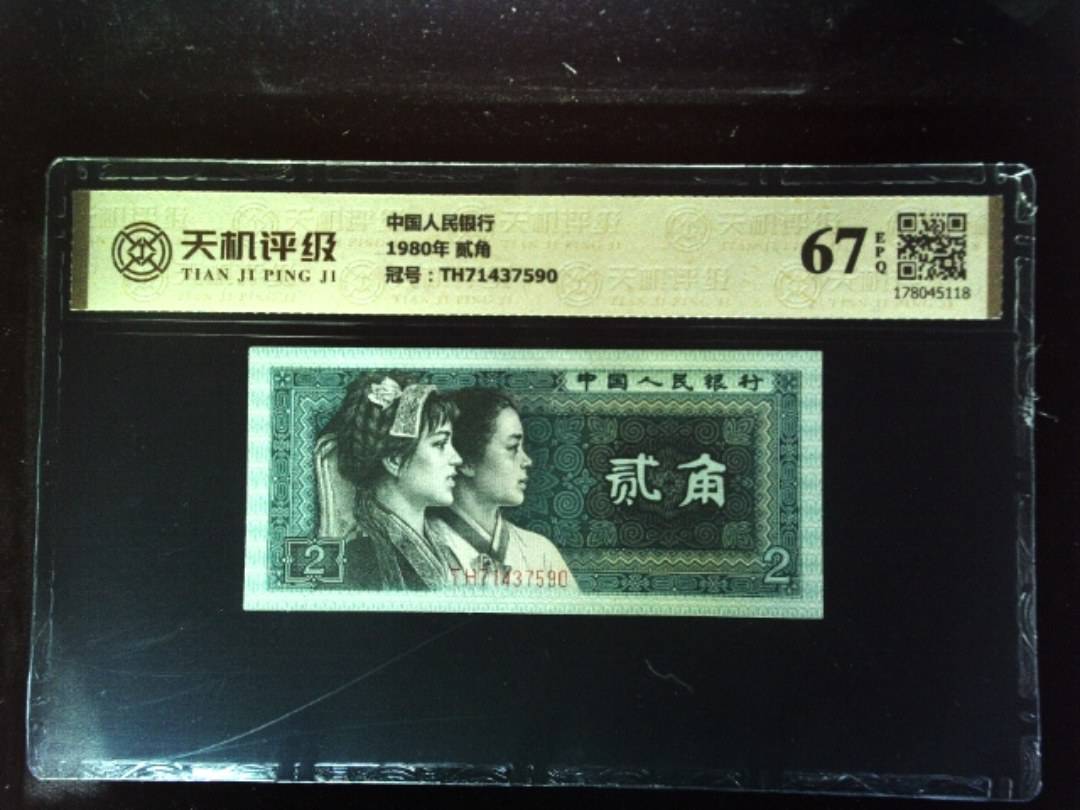 天机评级
TIAN JI PING JI
中国人民银行
1980年 贰角
冠号：TH71437590
67
EPQ
178045118
中国人民银行
贰角
2
2
TH71437590